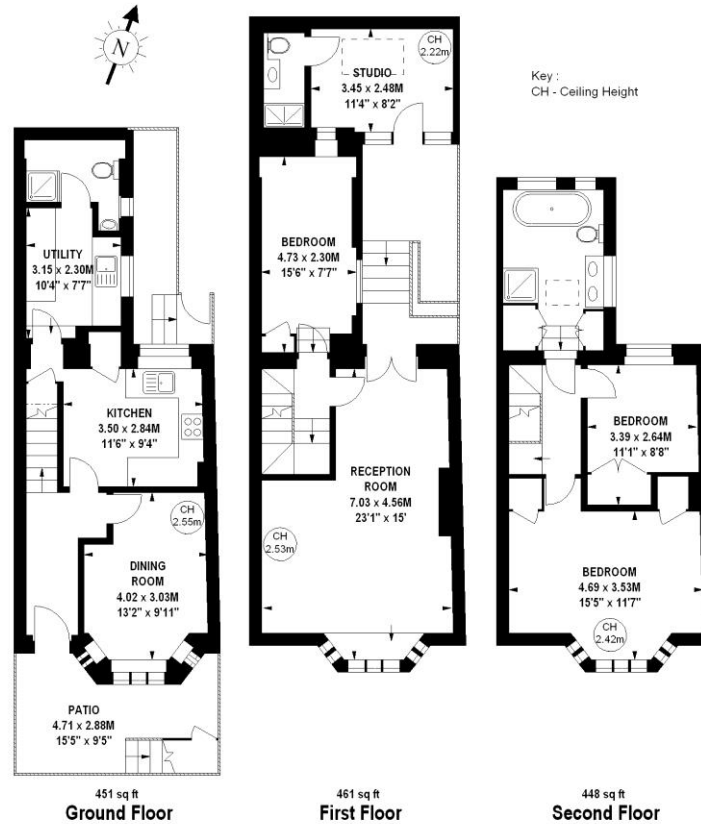 N
Key :
CH - Ceiling Height
UTILITY
3.15 x 2.30M
10'4" x 7'7"
KITCHEN
3.50 x 2.84M
11'6" x 9'4"
CH
2.55m
DINING
ROOM
4.02 x 3.03M
13'2" x 9'11"
PATIO
4.71 x 2.88M
15'5" x 9'5"
451 sq ft
Ground Floor
CH
2.22m
STUDIO
3.45 x 2.48M
11'4" x 8'2"
BEDROOM
4.73 x 2.30M
15'6" x 7'7"
RECEPTION
ROOM
7.03 x 4.56M
23'1" x 15'
CH
2.53m
461 sq ft
First Floor
BEDROOM
3.39 x 2.64M
11'1" x 8'8"
BEDROOM
4.69 x 3.53M
15'5" x 11'7"
CH
2.42m
448 sq ft
Second Floor